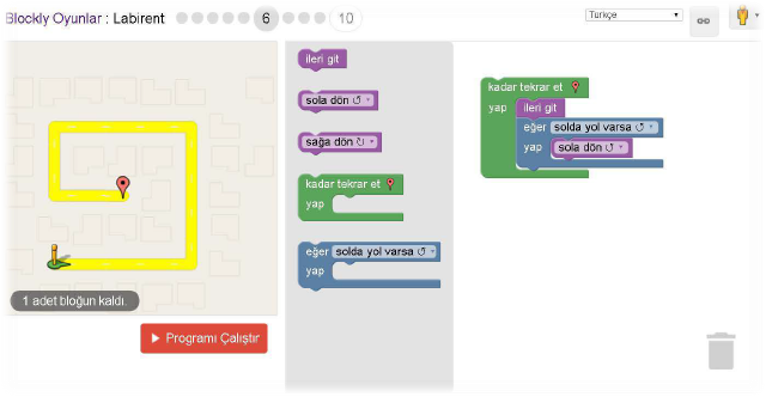 Blockly Oyunlar : Labirent 6 10 Türkçe
ileri git
sola dön ↺
sağa dön ↻
kadar tekrar et
yap
eğer solda yol varsa ↺
yap
kadar tekrar et
yap ileri git
eğer solda yol varsa ↺
yap sola dön ↺
1 adet bloğun kaldı.
Programı Çalıştır